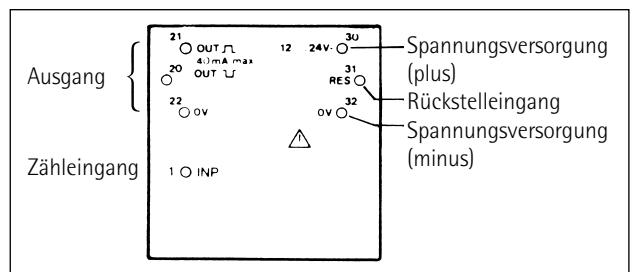 21 OUT 12 24V- 30 Spannungsversorgung
(plus)
Ausgang 20 40mA max
OUT RES 31 Rückstelleingang
22 0V 0V 32 Spannungsversorgung
(minus)
Zähleingang 1 INP